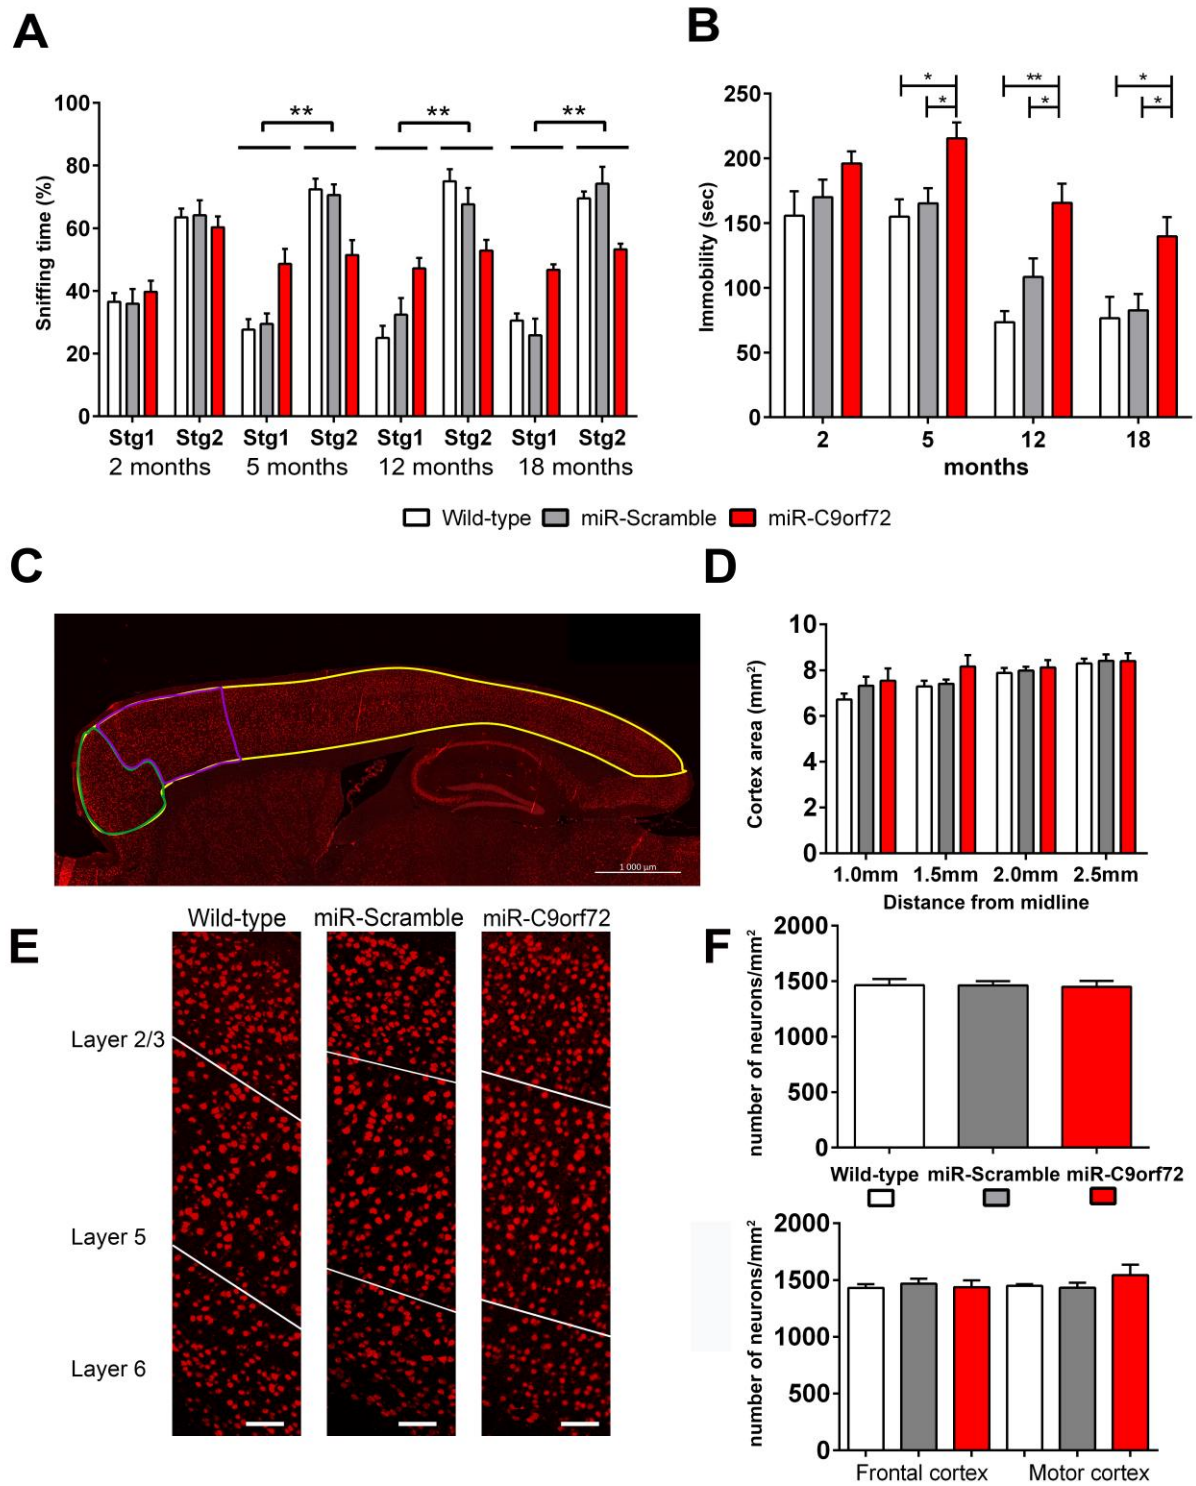 A
Sniffing time (%)
100
80
60
40
20
0
** ** **
Stg1 Stg2 Stg1 Stg2 Stg1 Stg2 Stg1 Stg2
2 months 5 months 12 months 18 months
B
Immobility (sec)
250
200
150
100
50
0
* ** *
* * *
2 5 12 18
months
Wild-type miR-Scramble miR-C9orf72
C
1 000 µm
D
Cortex area (mm²)
10
8
6
4
2
0
1.0mm 1.5mm 2.0mm 2.5mm
Distance from midline
E
Wild-type miR-Scramble miR-C9orf72
Layer 2/3
Layer 5
Layer 6
F
number of neurons/mm²
2000
1500
1000
500
0
Wild-type miR-Scramble miR-C9orf72
number of neurons/mm²
2000
1500
1000
500
0
Frontal cortex Motor cortex